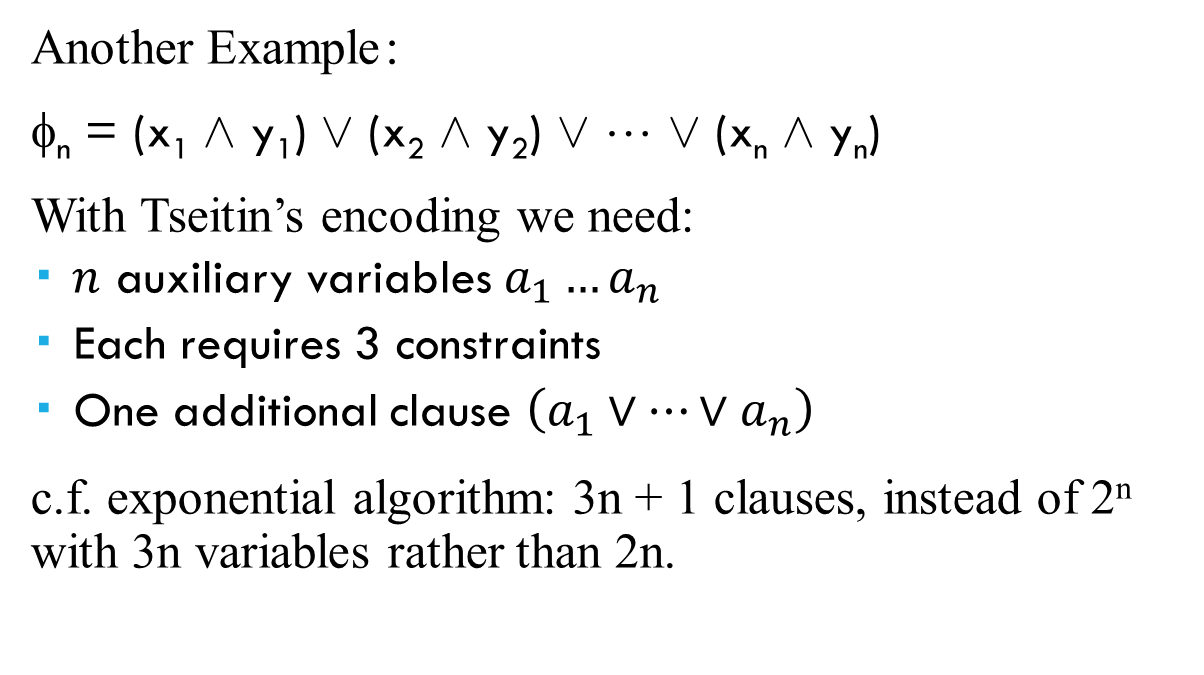 Another Example:
ϕₙ = (x₁ ∧ y₁) ∨ (x₂ ∧ y₂) ∨ ⋯ ∨ (xₙ ∧ yₙ)
With Tseitin’s encoding we need:
▪ 𝑛 auxiliary variables 𝑎₁ … 𝑎ₙ
▪ Each requires 3 constraints
▪ One additional clause (𝑎₁ ∨ ⋯ ∨ 𝑎ₙ)
c.f. exponential algorithm: 3n + 1 clauses, instead of 2ⁿ
with 3n variables rather than 2n.